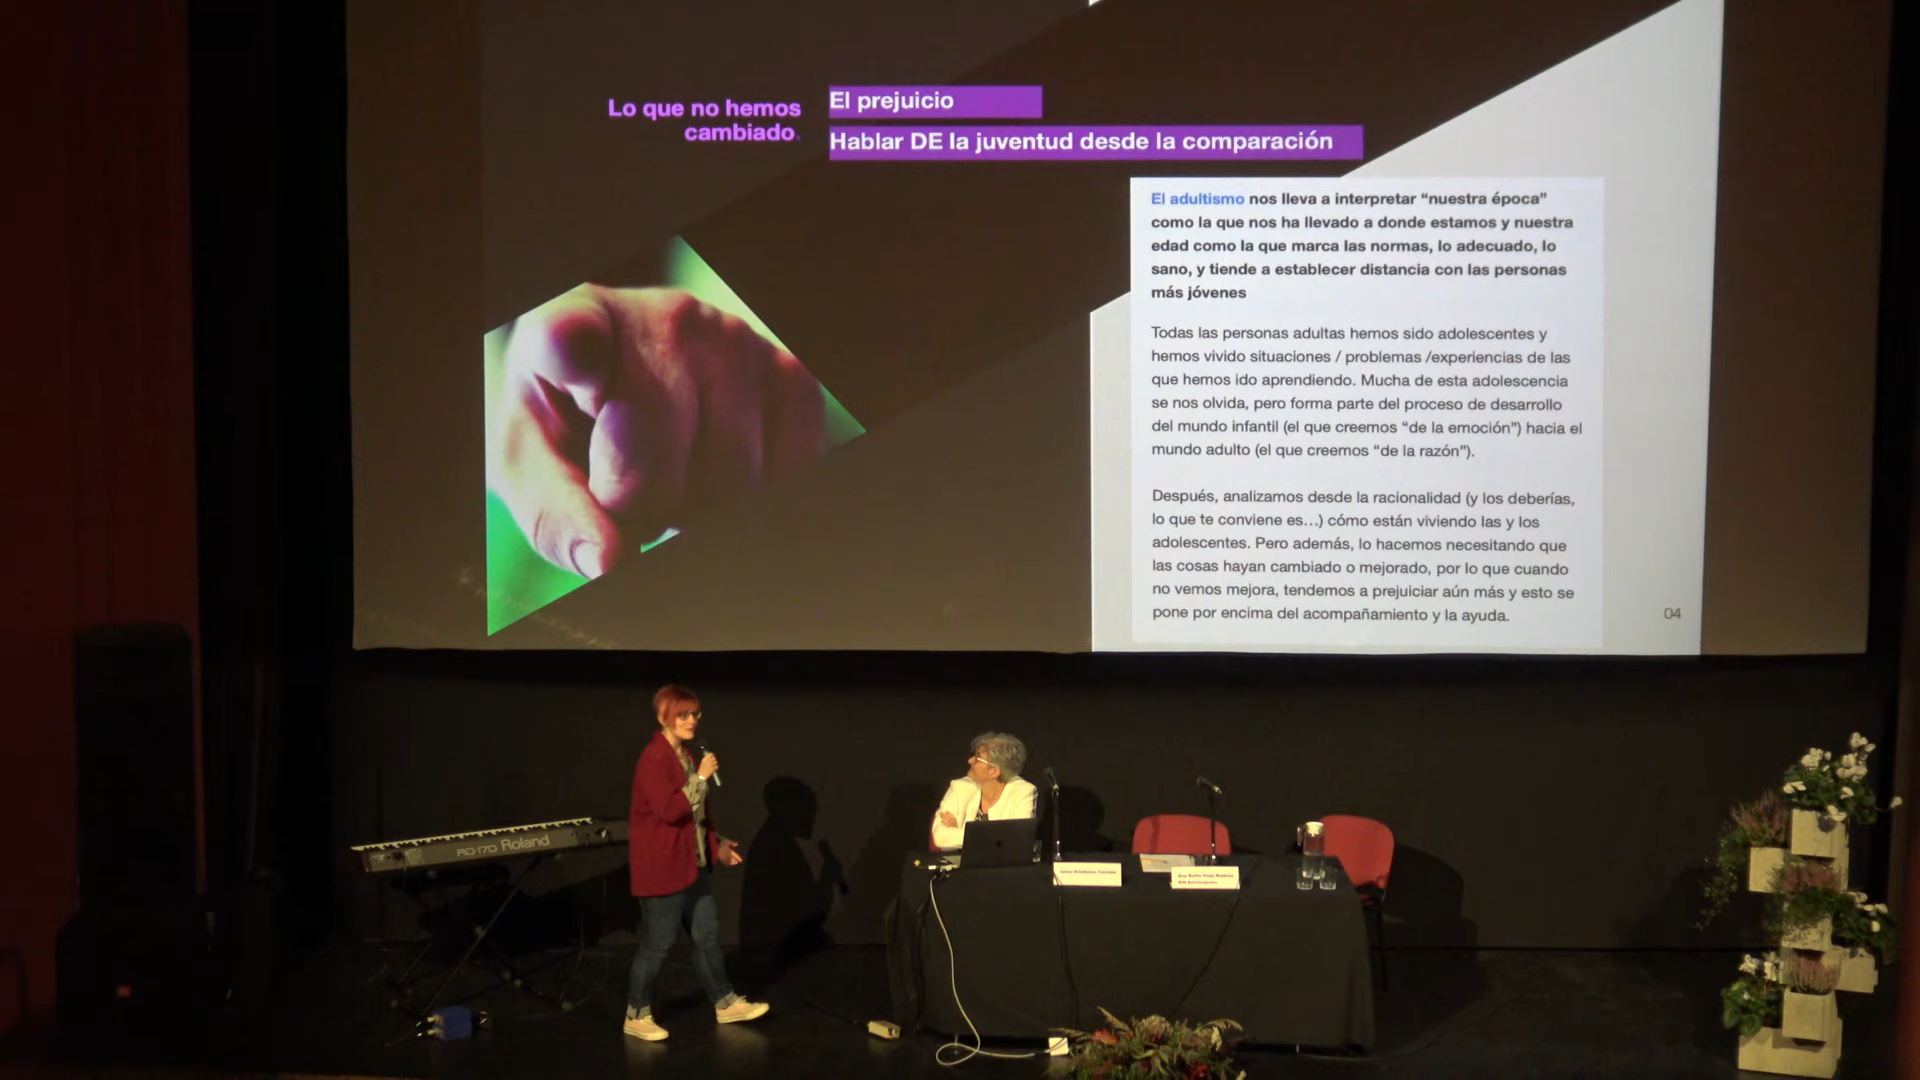 Lo que no hemos
cambiado.
El prejuicio
Hablar DE la juventud desde la comparación
El adultismo nos lleva a interpretar “nuestra época”
como la que nos ha llevado a donde estamos y nuestra
edad como la que marca las normas, lo adecuado, lo
sano, y tiende a establecer distancia con las personas
más jóvenes
Todas las personas adultas hemos sido adolescentes y
hemos vivido situaciones / problemas /experiencias de las
que hemos ido aprendiendo. Mucha de esta adolescencia
se nos olvida, pero forma parte del proceso de desarrollo
del mundo infantil (el que creemos “de la emoción”) hacia el
mundo adulto (el que creemos “de la razón”).
Después, analizamos desde la racionalidad (y los deberías,
lo que te conviene es...) cómo están viviendo las y los
adolescentes. Pero además, lo hacemos necesitando que
las cosas hayan cambiado o mejorado, por lo que cuando
no vemos mejora, tendemos a prejuiciar aún más y esto se
pone por encima del acompañamiento y la ayuda.
04
RD-170 Roland